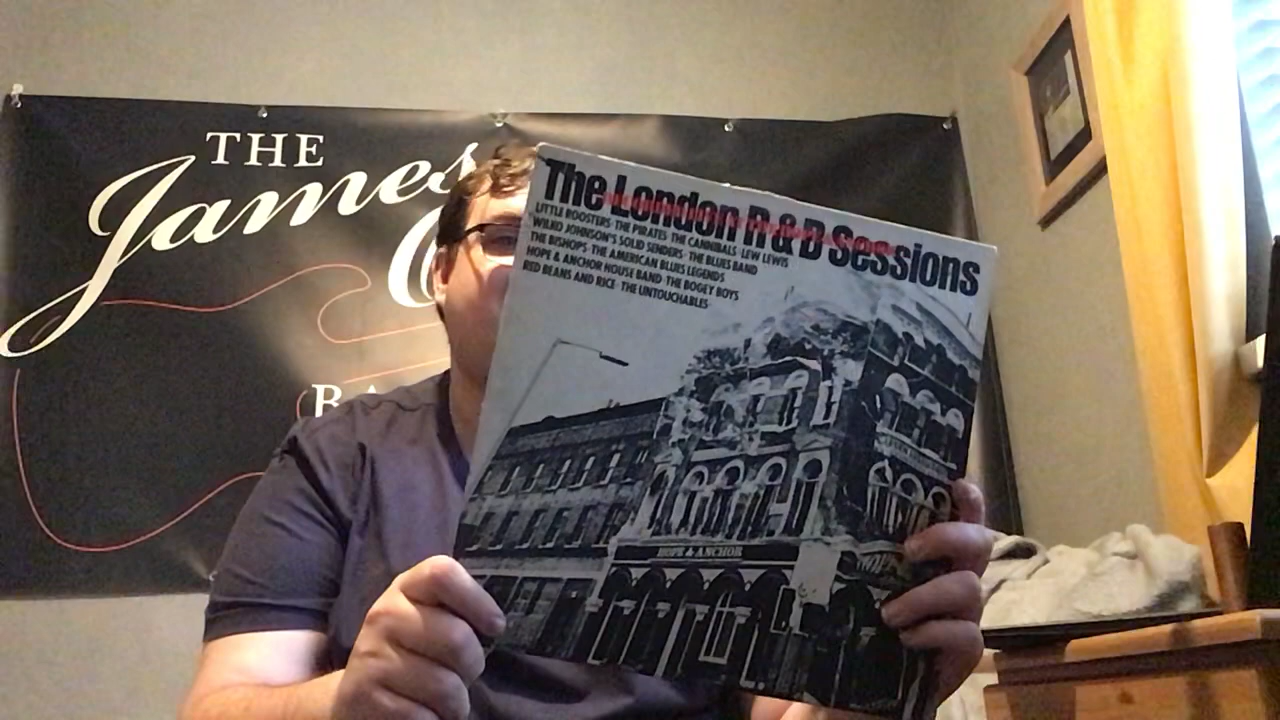 THE
James
BA
The London R & B Sessions
LITTLE ROOSTERS · THE PIRATES · THE CANNIBALS · LEW LEWIS
WILKO JOHNSON'S SOLID SENDERS · THE BLUES BAND
THE BISHOPS · THE AMERICAN BLUES LEGENDS
HOPE & ANCHOR HOUSE BAND · THE BOGEY BOYS
RED BEANS AND RICE · THE UNTOUCHABLES ·
HOPE & ANCHOR